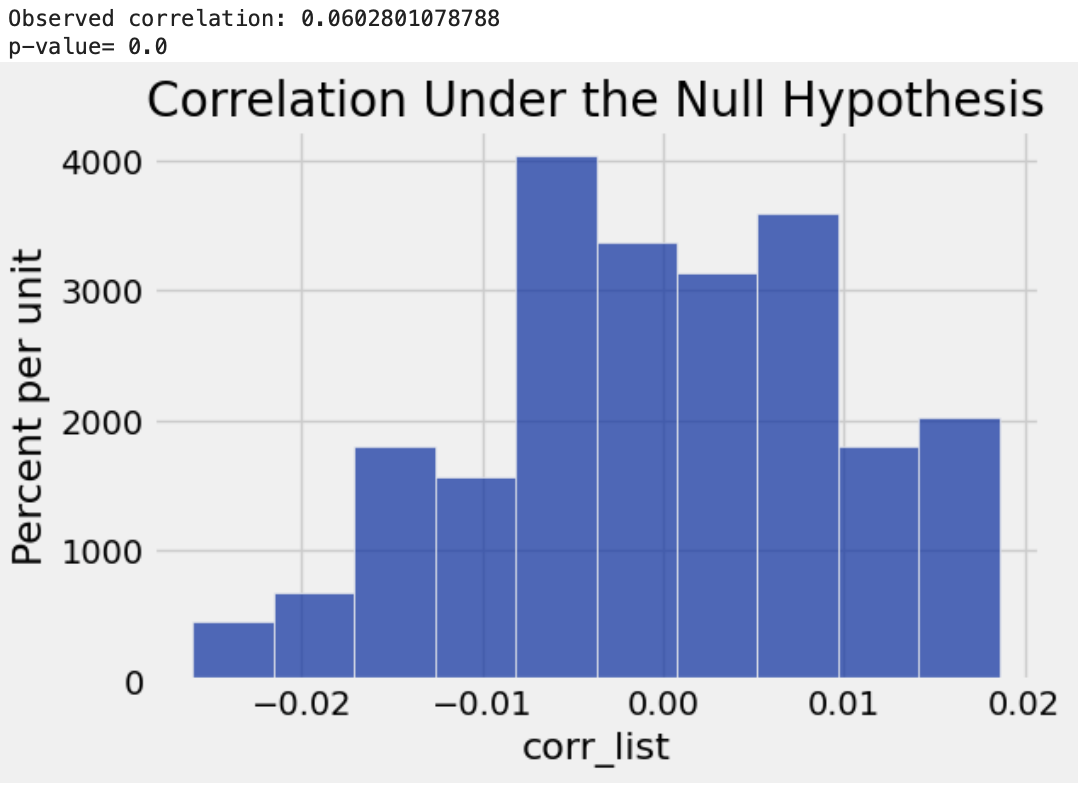 Observed correlation: 0.0602801078788
p-value= 0.0
Correlation Under the Null Hypothesis
4000
3000
2000
1000
0
Percent per unit
−0.02 −0.01 0.00 0.01 0.02
corr_list